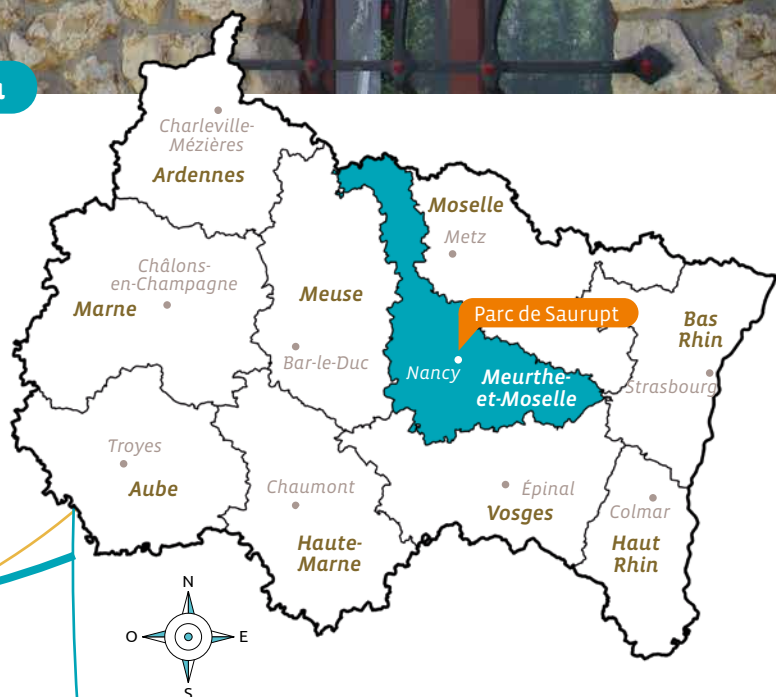 Charleville-
Mézières
Ardennes
Moselle
Metz
Châlons-
en-Champagne
Marne
Meuse
Parc de Saurupt
Bas
Rhin
Bar-le-Duc
Nancy
Meurthe-
et-Moselle
Strasbourg
Troyes
Aube
Chaumont
Épinal
Vosges
Colmar
Haute-
Marne
Haut
Rhin
N
O
E
S